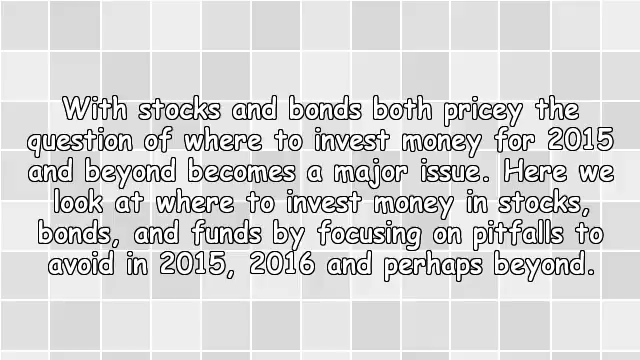 With stocks and bonds both pricey the
question of where to invest money for 2015
and beyond becomes a major issue. Here we
look at where to invest money in stocks,
bonds, and funds by focusing on pitfalls to
avoid in 2015, 2016 and perhaps beyond.